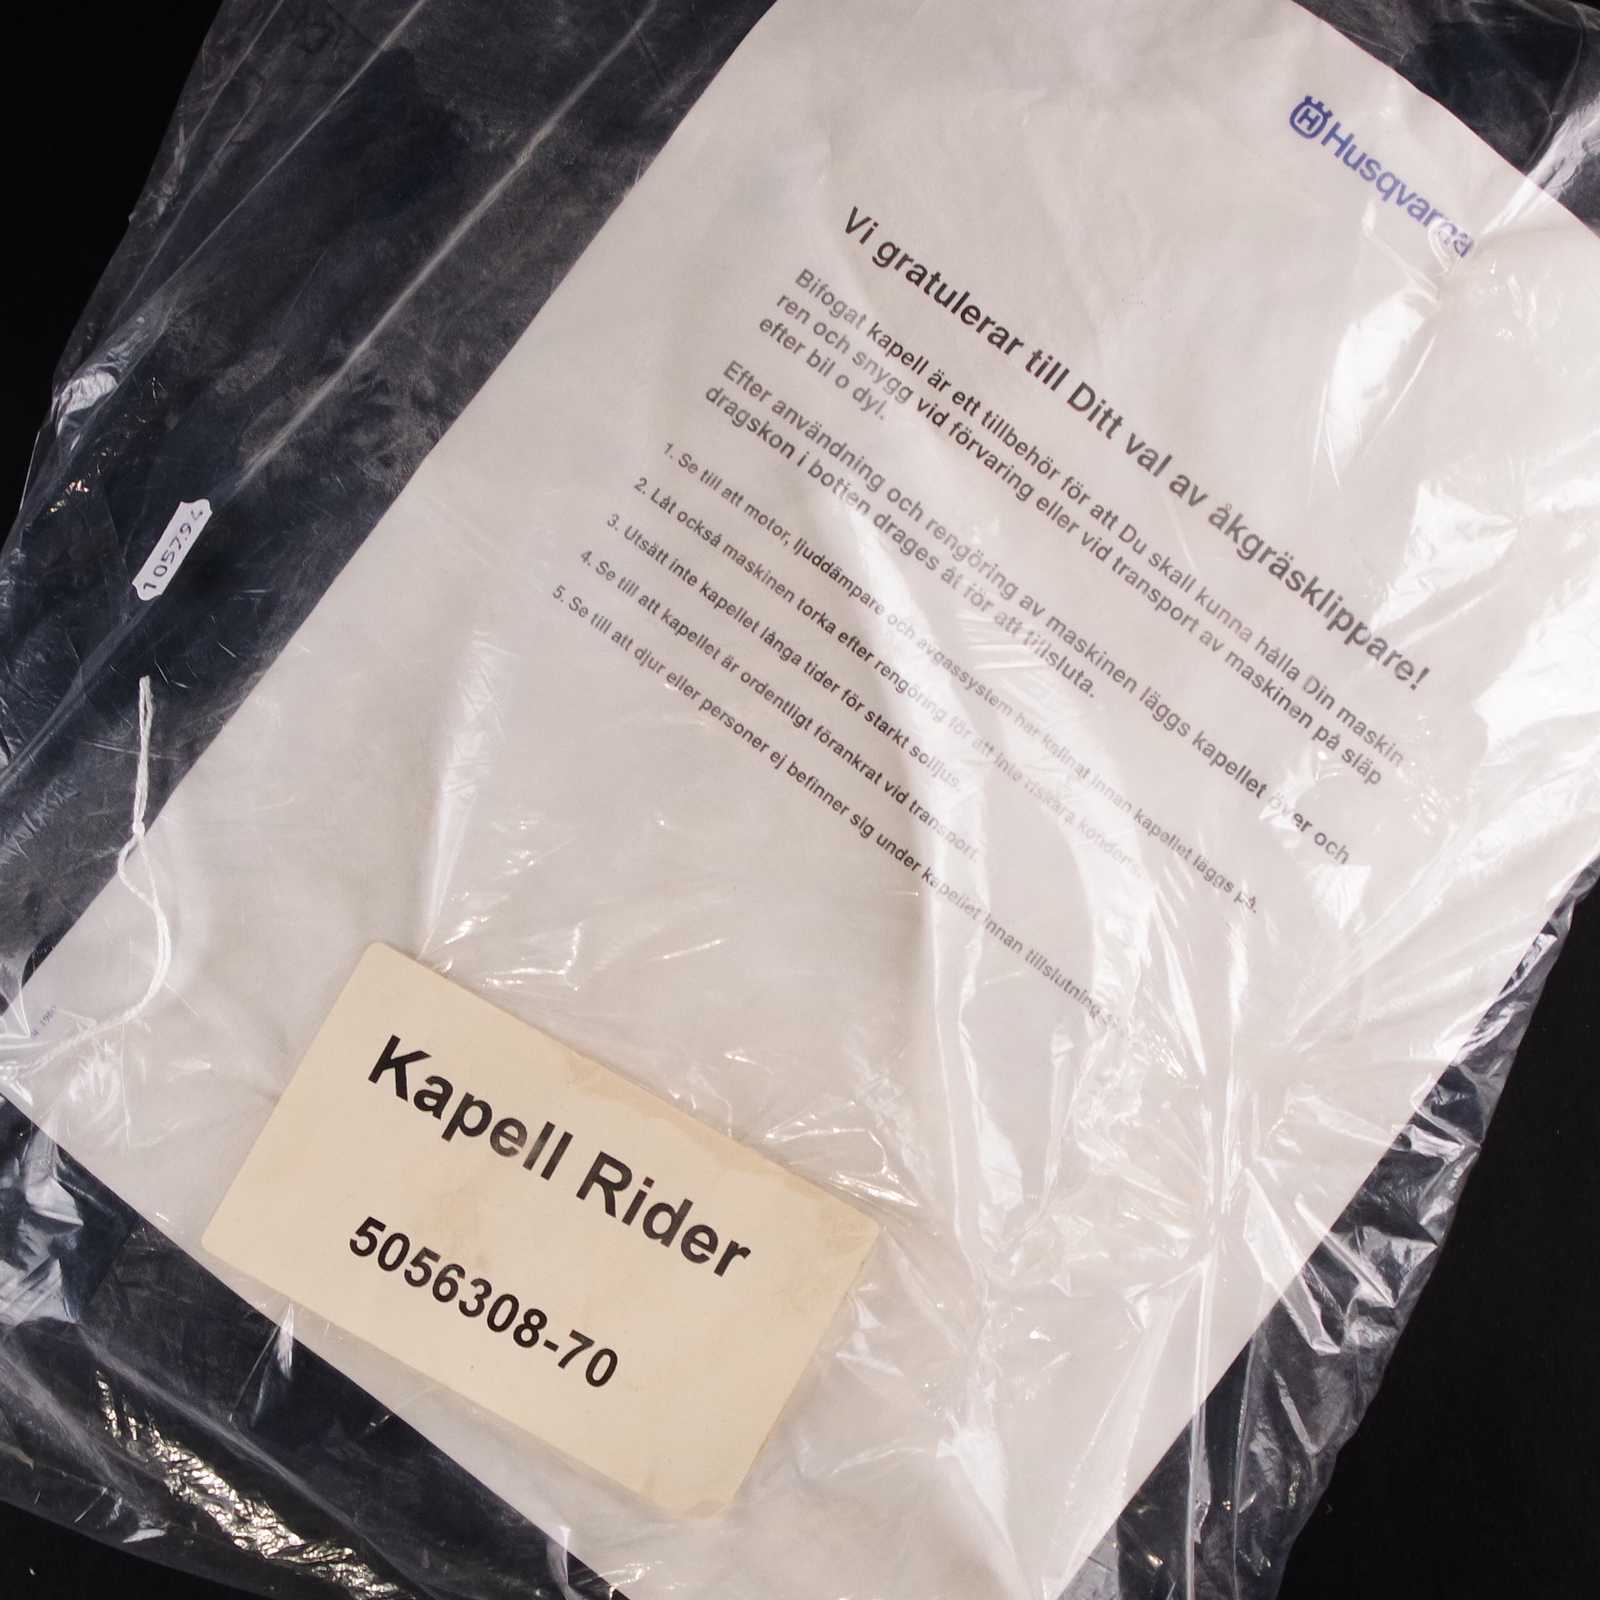 Husqvarna
Vi gratulerar till Ditt val av åkgräsklippare!
Bifogat kapell är ett tillbehör för att Du skall kunna hålla Din maskin
ren och snygg vid förvaring eller vid transport av maskinen på släp
efter bil o dyl.
Efter användning och rengöring av maskinen läggs kapellet över och
dragskon i botten drages åt för att tillsluta.
1. Se till att motor, ljuddämpare och avgassystem har kallnat innan kapellet läggs på.
2. Låt också maskinen torka efter rengöring för att inte riskera kondens.
3. Utsätt inte kapellet långa tider för starkt solljus.
4. Se till att kapellet är ordentligt förankrat vid transport.
5. Se till att djur eller personer ej befinner sig under kapellet innan tillslutning
105294
Kapell Rider
5056308-70